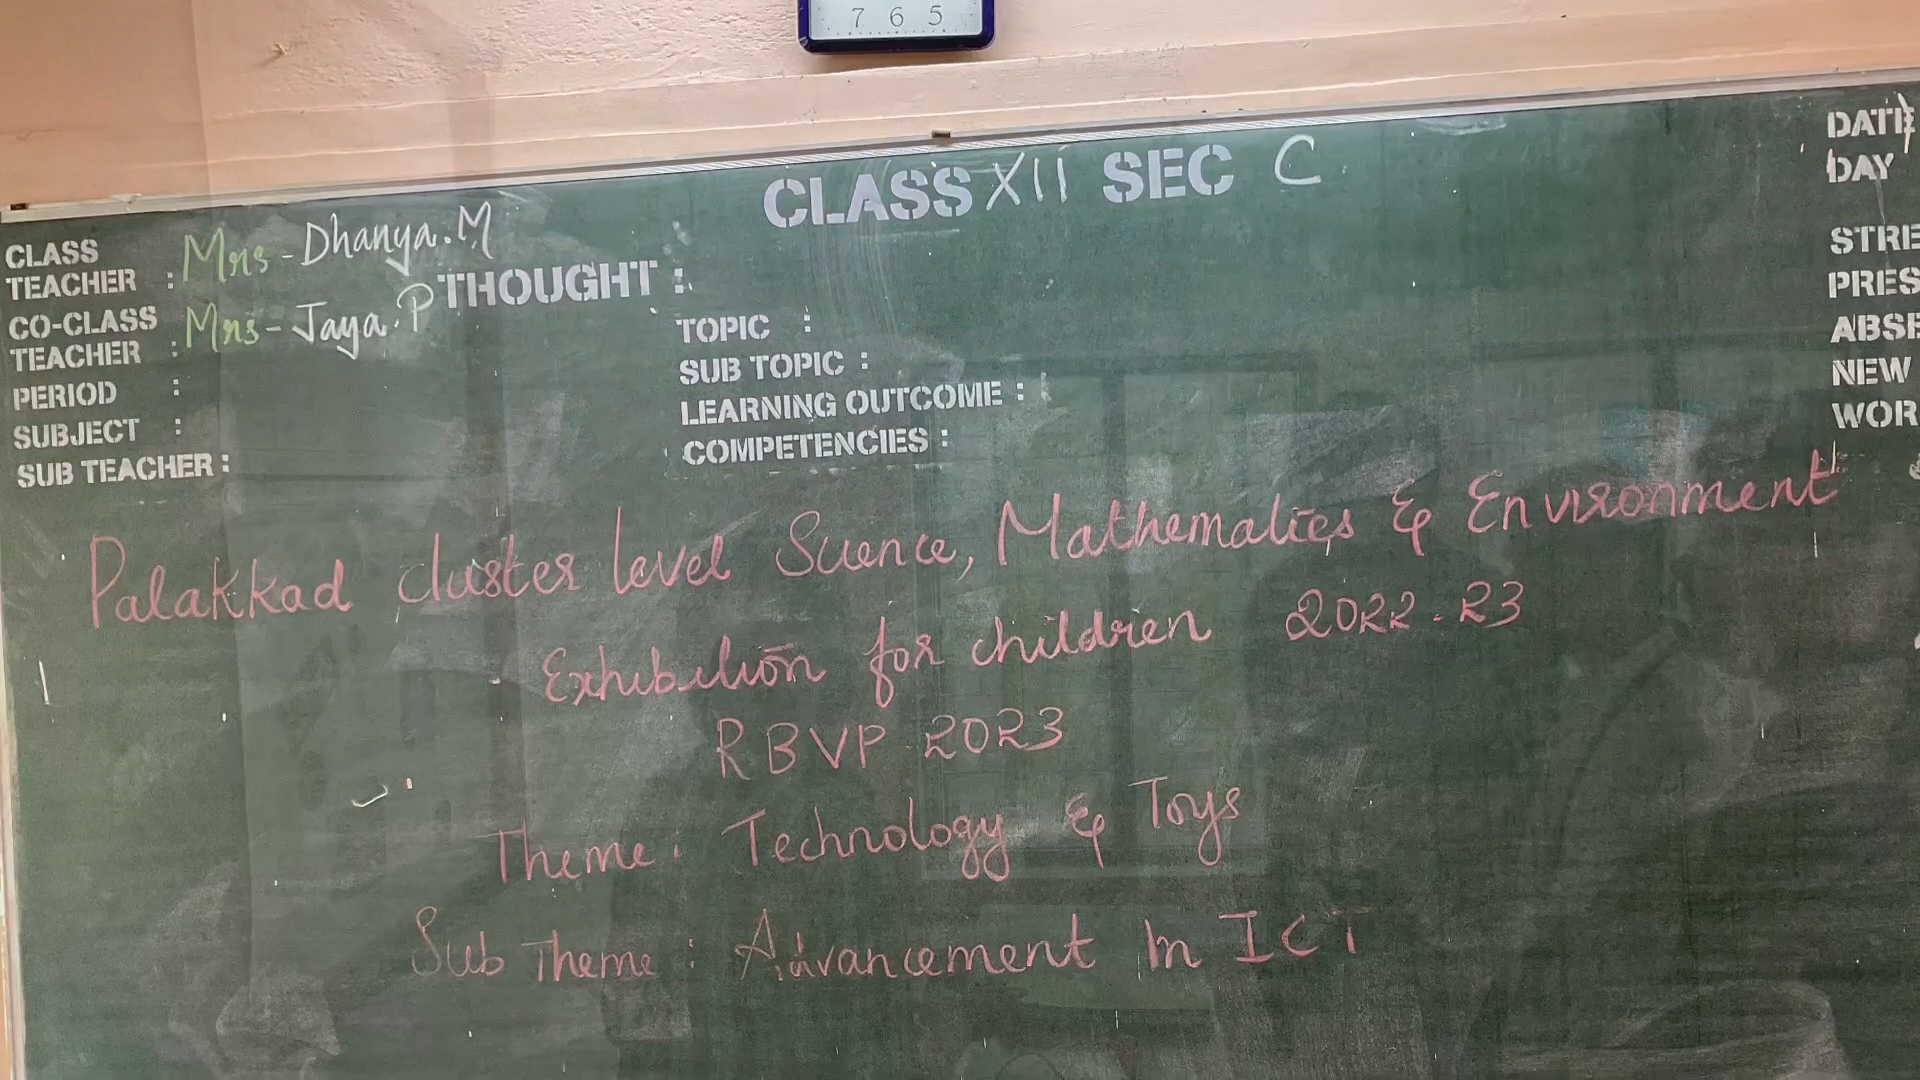 7 6 5
CLASS XII SEC C
CLASS
TEACHER : Mrs - Dhanya. M
CO-CLASS
TEACHER : Mrs - Jaya. P
PERIOD :
SUBJECT :
SUB TEACHER :
THOUGHT :
TOPIC :
SUB TOPIC :
LEARNING OUTCOME :
COMPETENCIES :
DATE
DAY
STRE
PRES
ABSE
NEW
WOR
Palakkad cluster level Science, Mathematics & Environment
Exhibition for children 2022-23
RBVP 2023
Theme : Technology & Toys
Sub Theme : Advancement In ICT